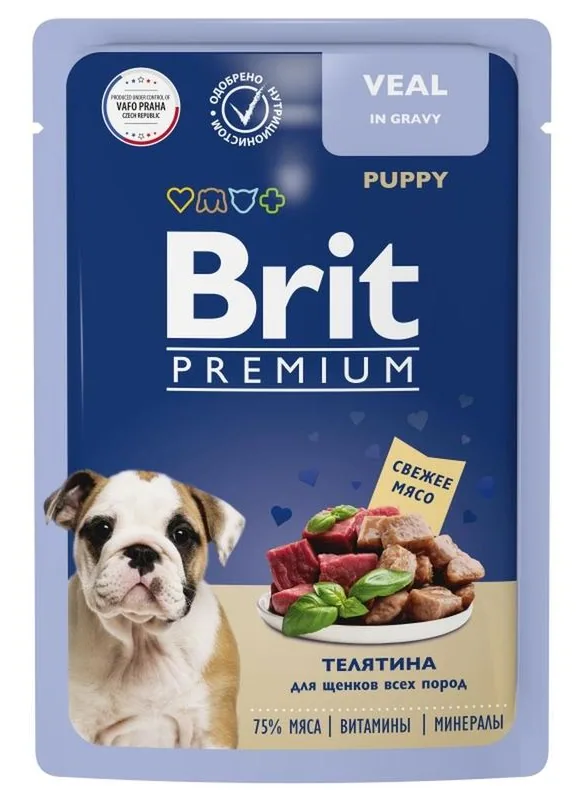 PRODUCED UNDER CONTROL OF
VAFO PRAHA
CZECH REPUBLIC
ОДОБРЕНО НУТРИЦИОНИСТОМ
VEAL
IN GRAVY
PUPPY
Brit
PREMIUM
СВЕЖЕЕ
МЯСО
ТЕЛЯТИНА
для щенков всех пород
75% МЯСА | ВИТАМИНЫ | МИНЕРАЛЫ